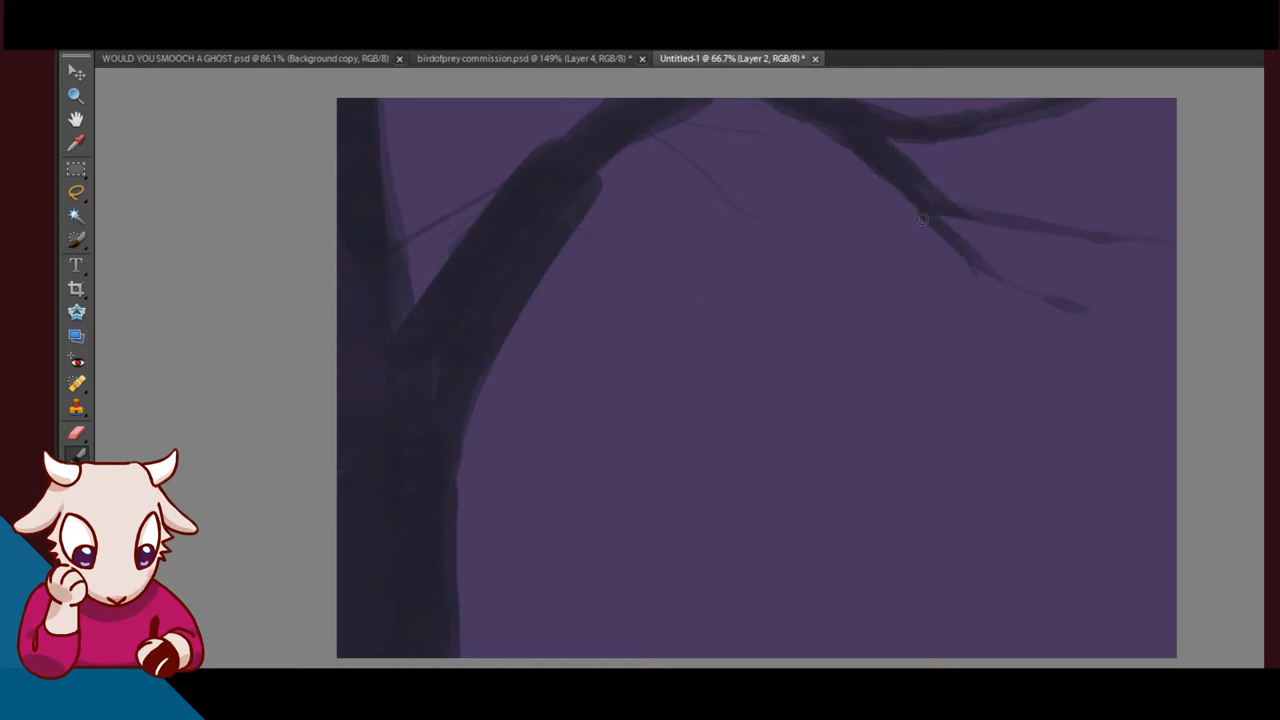 WOULD YOU SMOOCH A GHOST.psd @ 86.1% (Background copy, RGB/8)
birdofprey commission.psd @ 149% (Layer 4, RGB/8) *
Untitled-1 @ 66.7% (Layer 2, RGB/8) *